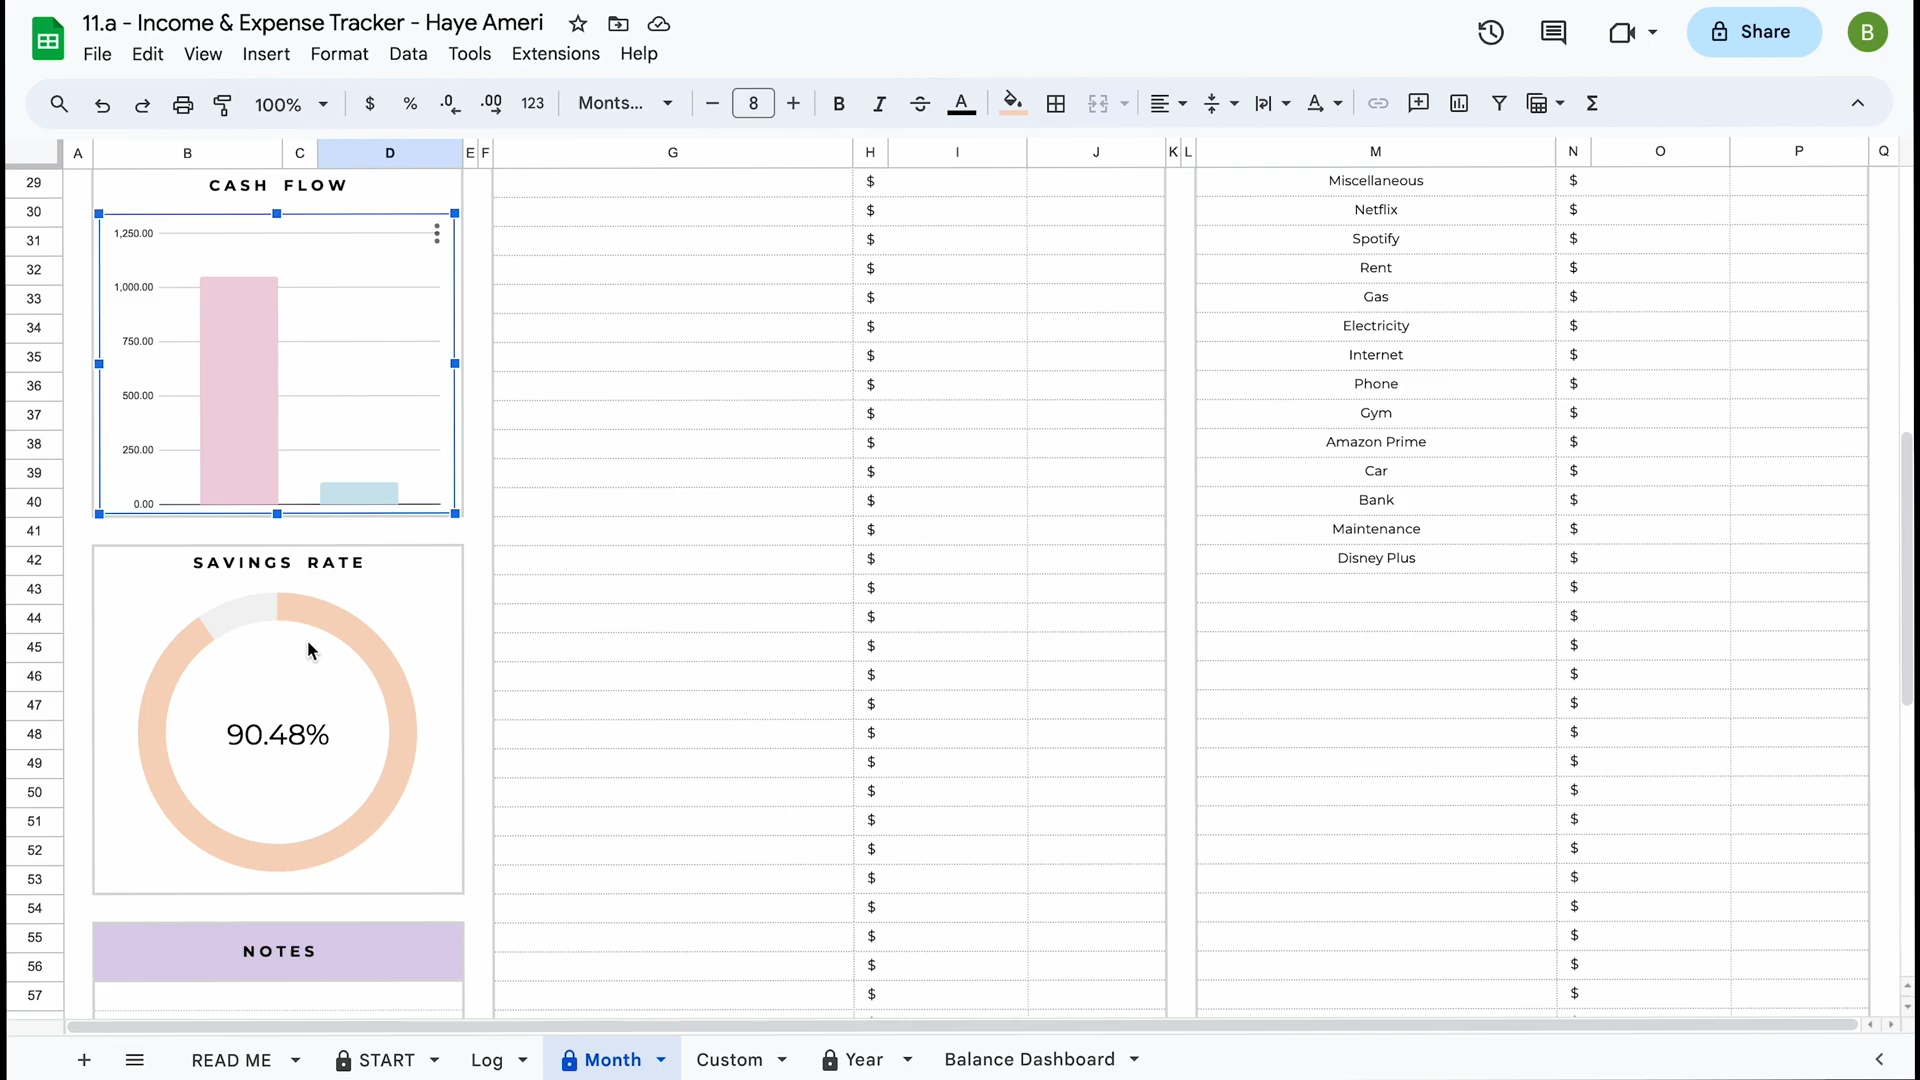 11.a - Income & Expense Tracker - Haye Ameri
File Edit View Insert Format Data Tools Extensions Help
Share
B
100% $ % .0 .00 123 Monts... 8 B I A
A B C D E F G H I J K L M N O P Q
29 CASH FLOW $ Miscellaneous $
30 $ Netflix $
1,250.00
31 $ Spotify $
32 $ Rent $
1,000.00
33 $ Gas $
34 $ Electricity $
750.00
35 $ Internet $
36 $ Phone $
500.00
37 $ Gym $
38 $ Amazon Prime $
250.00
39 $ Car $
40 $ Bank $
0.00
41 $ Maintenance $
42 SAVINGS RATE $ Disney Plus $
43 $ $
44 $ $
45 $ $
46 $ $
47 $ $
48 90.48% $ $
49 $ $
50 $ $
51 $ $
52 $ $
53 $ $
54 $ $
55 $ $
NOTES
56 $ $
57 $ $
READ ME START Log Month Custom Year Balance Dashboard